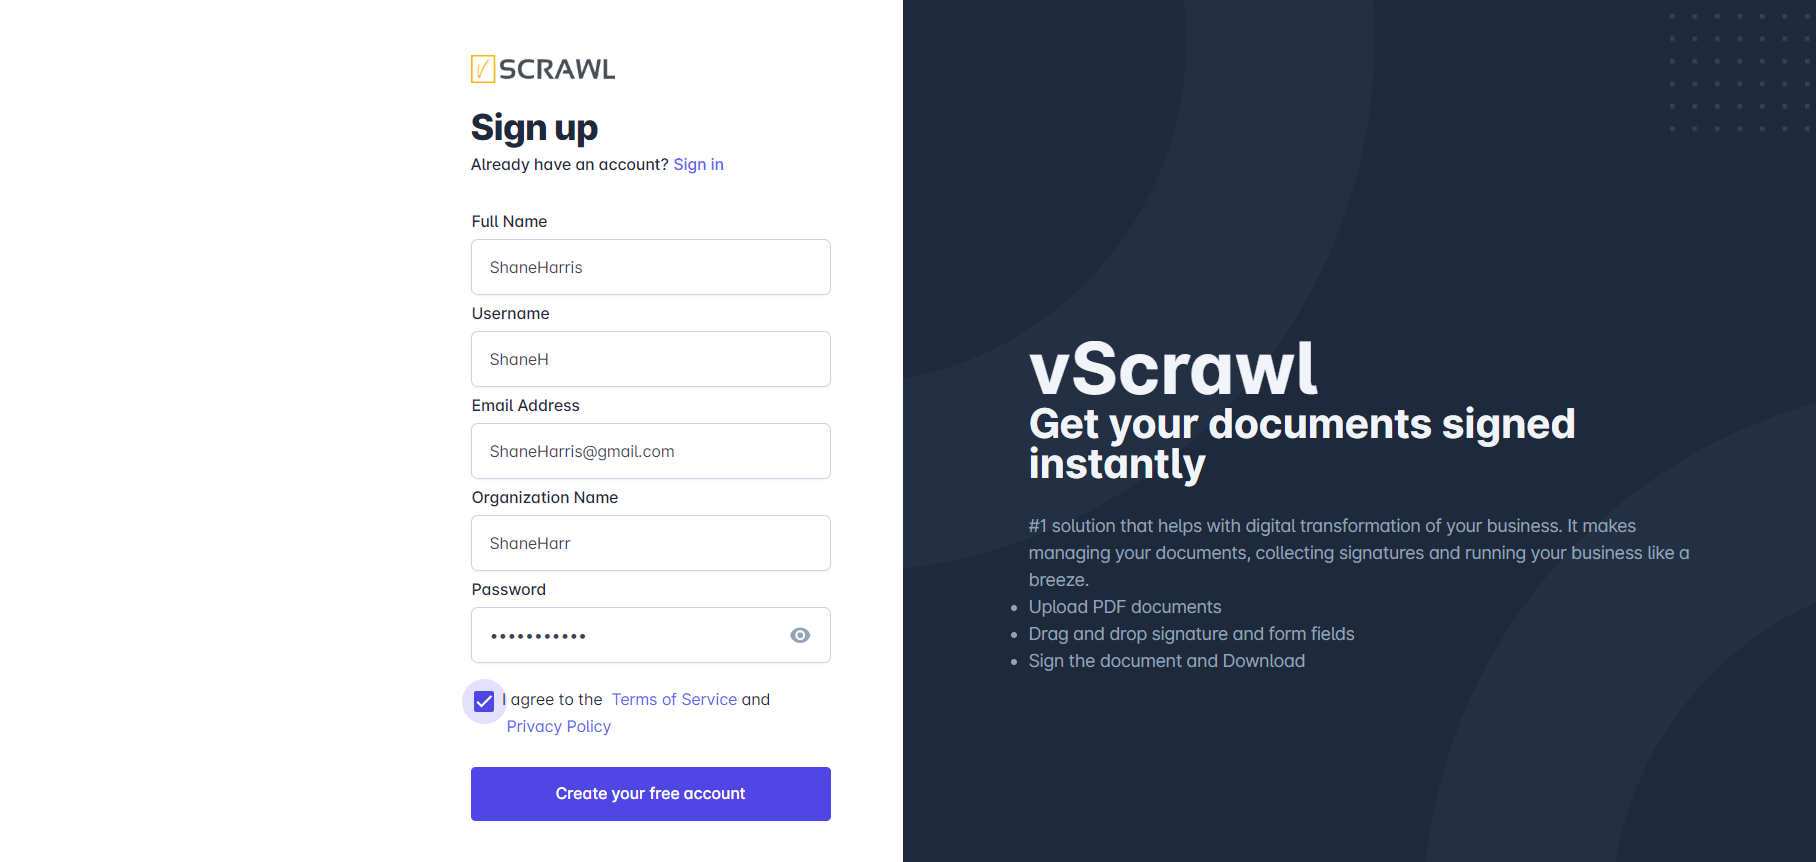 V SCRAWL
Sign up
Already have an account? Sign in
Full Name
ShaneHarris
Username
ShaneH
Email Address
ShaneHarris@gmail.com
Organization Name
ShaneHarr
Password
•••••••••••
I agree to the Terms of Service and
Privacy Policy
Create your free account
vScrawl
Get your documents signed
instantly
#1 solution that helps with digital transformation of your business. It makes
managing your documents, collecting signatures and running your business like a
breeze.
• Upload PDF documents
• Drag and drop signature and form fields
• Sign the document and Download